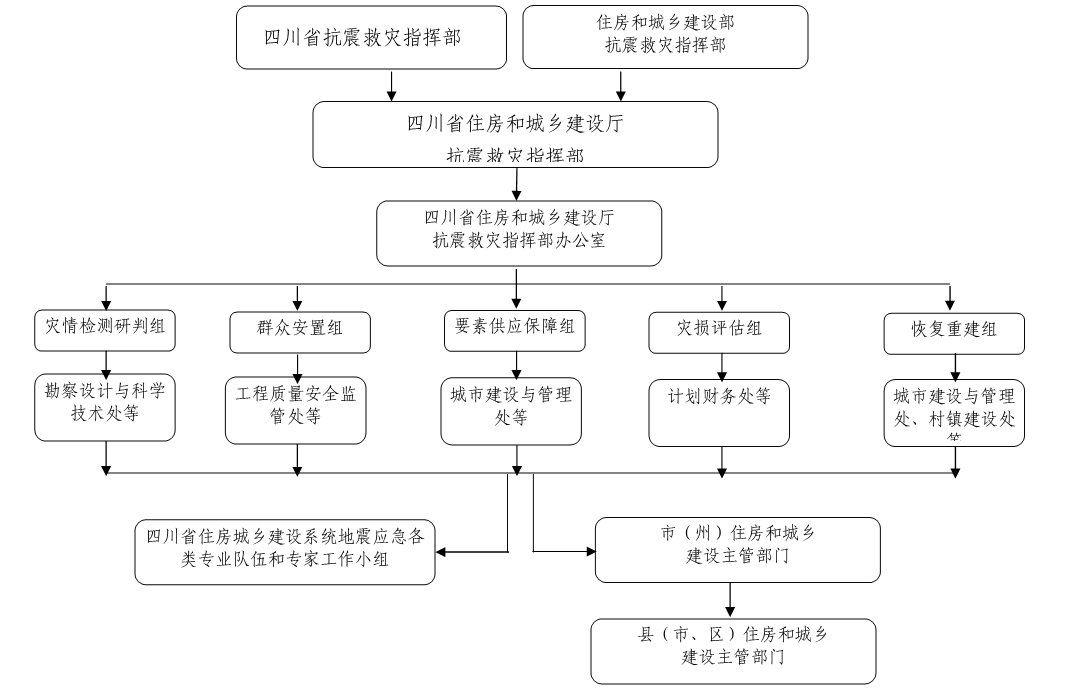 四川省抗震救灾指挥部
住房和城乡建设部
抗震救灾指挥部
四川省住房和城乡建设厅
抗震救灾指挥部
四川省住房和城乡建设厅
抗震救灾指挥部办公室
灾情检测研判组
群众安置组
要素供应保障组
灾损评估组
恢复重建组
勘察设计与科学
技术处等
工程质量安全监
管处等
城市建设与管理
处等
计划财务处等
城市建设与管理
处、村镇建设处
等
四川省住房城乡建设系统地震应急各
类专业队伍和专家工作小组
市（州）住房和城乡
建设主管部门
县（市、区）住房和城乡
建设主管部门